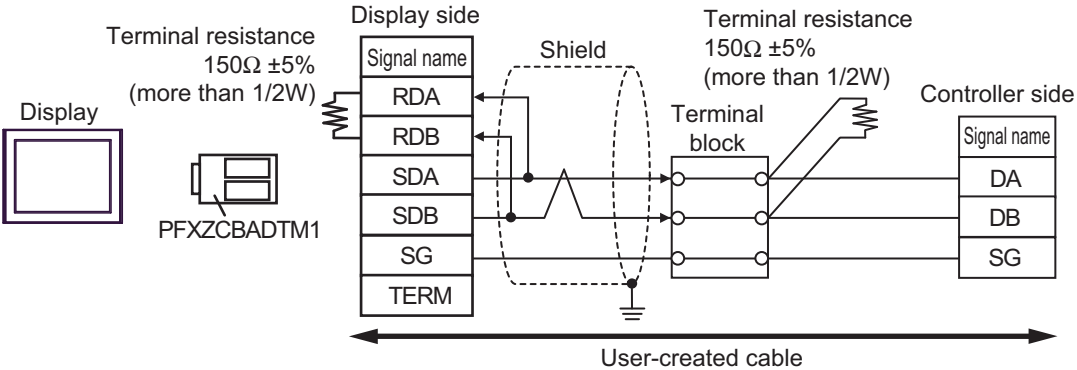 Display side
Terminal resistance
150Ω ±5%
(more than 1/2W)
Display
PFXZCBADTM1
Signal name
RDA
RDB
SDA
SDB
SG
TERM
Shield
Terminal
block
Terminal resistance
150Ω ±5%
(more than 1/2W)
Controller side
Signal name
DA
DB
SG
User-created cable